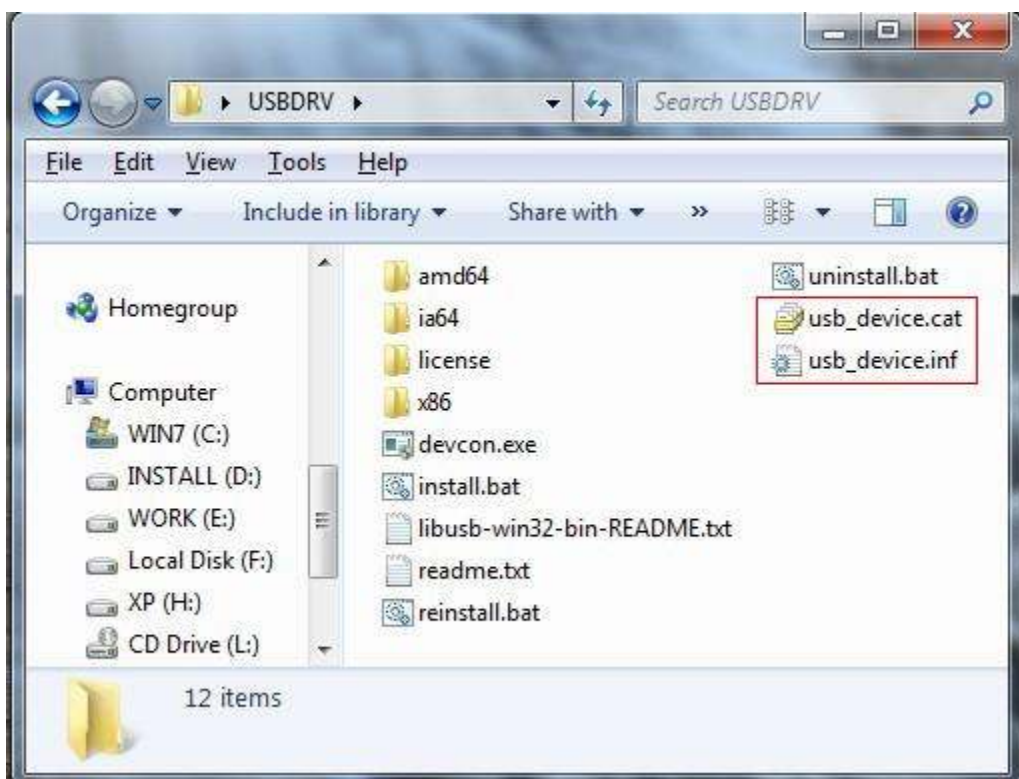 USBDRV
Search USBDRV
File Edit View Tools Help
Organize Include in library Share with »
Homegroup
Computer
WIN7 (C:)
INSTALL (D:)
WORK (E:)
Local Disk (F:)
XP (H:)
CD Drive (L:)
amd64
ia64
license
x86
devcon.exe
install.bat
libusb-win32-bin-README.txt
readme.txt
reinstall.bat
uninstall.bat
usb_device.cat
usb_device.inf
12 items